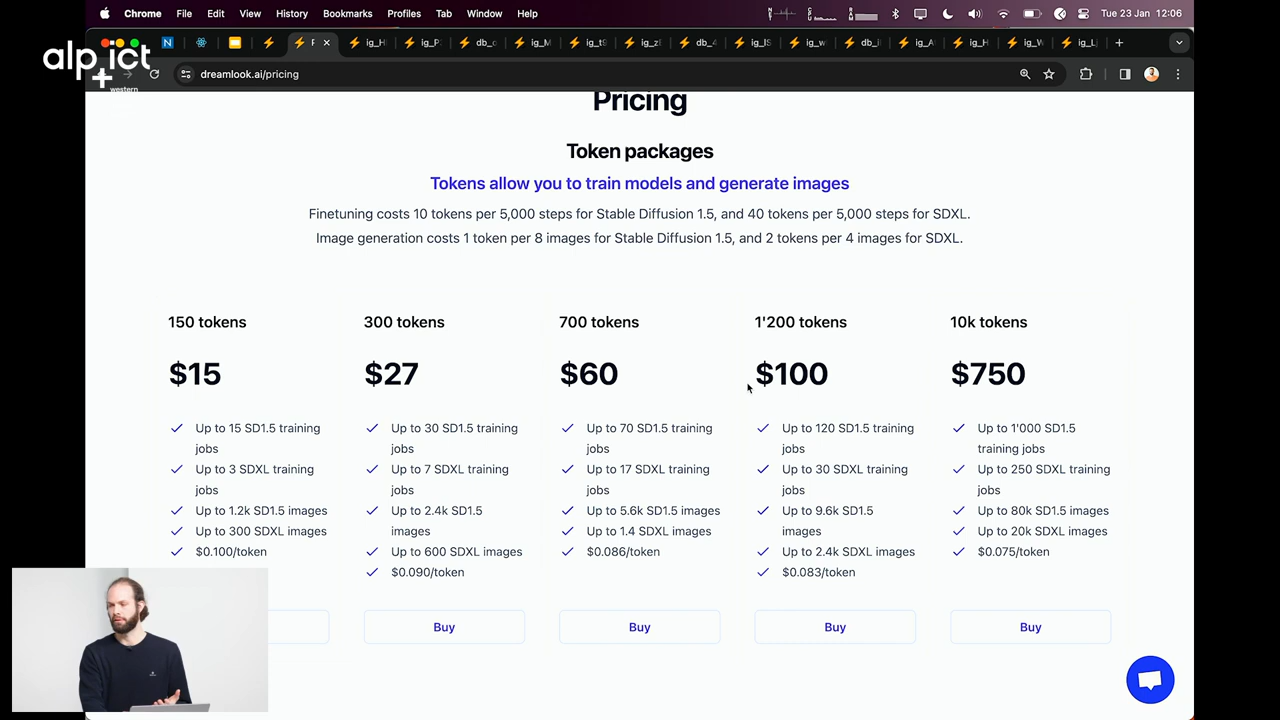 Chrome File Edit View History Bookmarks Profiles Tab Window Help Tue 23 Jan 12:06
alp ict
western
dreamlook.ai/pricing
Pricing
Token packages
Tokens allow you to train models and generate images
Finetuning costs 10 tokens per 5,000 steps for Stable Diffusion 1.5, and 40 tokens per 5,000 steps for SDXL.
Image generation costs 1 token per 8 images for Stable Diffusion 1.5, and 2 tokens per 4 images for SDXL.
150 tokens
$15
Up to 15 SD1.5 training
jobs
Up to 3 SDXL training
jobs
Up to 1.2k SD1.5 images
Up to 300 SDXL images
$0.100/token
300 tokens
$27
Up to 30 SD1.5 training
jobs
Up to 7 SDXL training
jobs
Up to 2.4k SD1.5
images
Up to 600 SDXL images
$0.090/token
Buy
700 tokens
$60
Up to 70 SD1.5 training
jobs
Up to 17 SDXL training
jobs
Up to 5.6k SD1.5 images
Up to 1.4 SDXL images
$0.086/token
Buy
1'200 tokens
$100
Up to 120 SD1.5 training
jobs
Up to 30 SDXL training
jobs
Up to 9.6k SD1.5
images
Up to 2.4k SDXL images
$0.083/token
Buy
10k tokens
$750
Up to 1'000 SD1.5
training jobs
Up to 250 SDXL training
jobs
Up to 80k SD1.5 images
Up to 20k SDXL images
$0.075/token
Buy